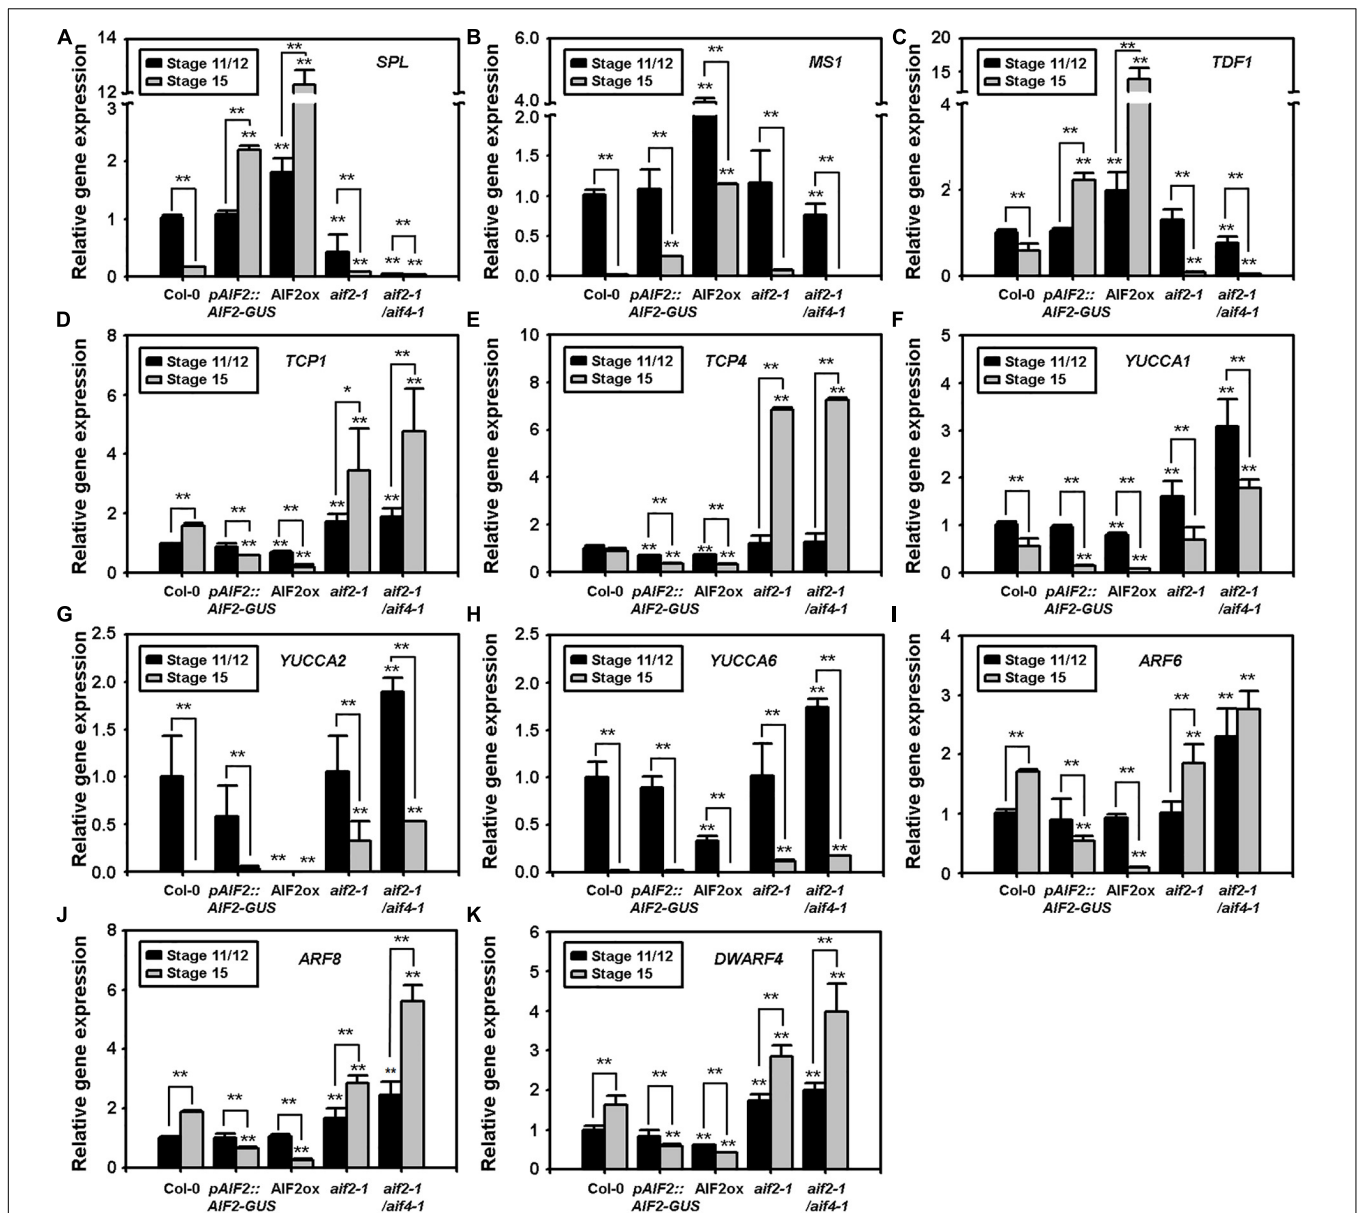 A
Relative gene expression
14
12
3
2
1
0
Stage 11/12
Stage 15
SPL
**
**
**
**
**
**
**
**
**
**
**
**
Col-0
pAIF2::
AIF2-GUS
AIF2ox
aif2-1
aif2-1
/aif4-1
B
Relative gene expression
6.0
4.0
2.0
1.5
1.0
0.5
0.0
Stage 11/12
Stage 15
MS1
**
**
**
**
**
**
**
**
**
Col-0
pAIF2::
AIF2-GUS
AIF2ox
aif2-1
aif2-1
/aif4-1
C
Relative gene expression
20
15
4
2
0
Stage 11/12
Stage 15
TDF1
**
**
**
**
**
**
**
**
**
**
**
Col-0
pAIF2::
AIF2-GUS
AIF2ox
aif2-1
aif2-1
/aif4-1
D
Relative gene expression
8
6
4
2
0
Stage 11/12
Stage 15
TCP1
**
**
**
**
**
*
**
**
**
**
**
Col-0
pAIF2::
AIF2-GUS
AIF2ox
aif2-1
aif2-1
/aif4-1
E
Relative gene expression
10
8
6
4
2
0
Stage 11/12
Stage 15
TCP4
**
**
**
**
**
**
**
**
**
**
Col-0
pAIF2::
AIF2-GUS
AIF2ox
aif2-1
aif2-1
/aif4-1
F
Relative gene expression
5
4
3
2
1
0
Stage 11/12
Stage 15
YUCCA1
**
**
**
**
**
**
**
**
**
**
**
Col-0
pAIF2::
AIF2-GUS
AIF2ox
aif2-1
aif2-1
/aif4-1
G
Relative gene expression
2.5
2.0
1.5
1.0
0.5
0.0
Stage 11/12
Stage 15
YUCCA2
**
**
**
**
**
**
**
**
**
Col-0
pAIF2::
AIF2-GUS
AIF2ox
aif2-1
aif2-1
/aif4-1
H
Relative gene expression
2.5
2.0
1.5
1.0
0.5
0.0
Stage 11/12
Stage 15
YUCCA6
**
**
**
**
**
**
**
**
**
Col-0
pAIF2::
AIF2-GUS
AIF2ox
aif2-1
aif2-1
/aif4-1
I
Relative gene expression
4
3
2
1
0
Stage 11/12
Stage 15
ARF6
**
**
**
**
**
**
**
**
**
Col-0
pAIF2::
AIF2-GUS
AIF2ox
aif2-1
aif2-1
/aif4-1
J
Relative gene expression
8
6
4
2
0
Stage 11/12
Stage 15
ARF8
**
**
**
**
**
**
**
**
**
**
**
Col-0
pAIF2::
AIF2-GUS
AIF2ox
aif2-1
aif2-1
/aif4-1
K
Relative gene expression
6
5
4
3
2
1
0
Stage 11/12
Stage 15
DWARF4
**
**
**
**
**
**
**
**
**
**
**
**
Col-0
pAIF2::
AIF2-GUS
AIF2ox
aif2-1
aif2-1
/aif4-1